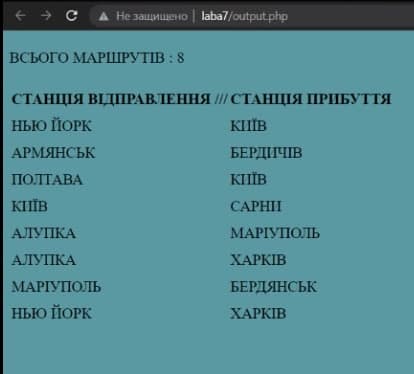 Не защищено | laba7/output.php
ВСЬОГО МАРШРУТІВ : 8
СТАНЦІЯ ВІДПРАВЛЕННЯ /// СТАНЦІЯ ПРИБУТТЯ
НЬЮ ЙОРК КИЇВ
АРМЯНСЬК БЕРДИЧІВ
ПОЛТАВА КИЇВ
КИЇВ САРНИ
АЛУПКА МАРІУПОЛЬ
АЛУПКА ХАРКІВ
МАРІУПОЛЬ БЕРДЯНСЬК
НЬЮ ЙОРК ХАРКІВ